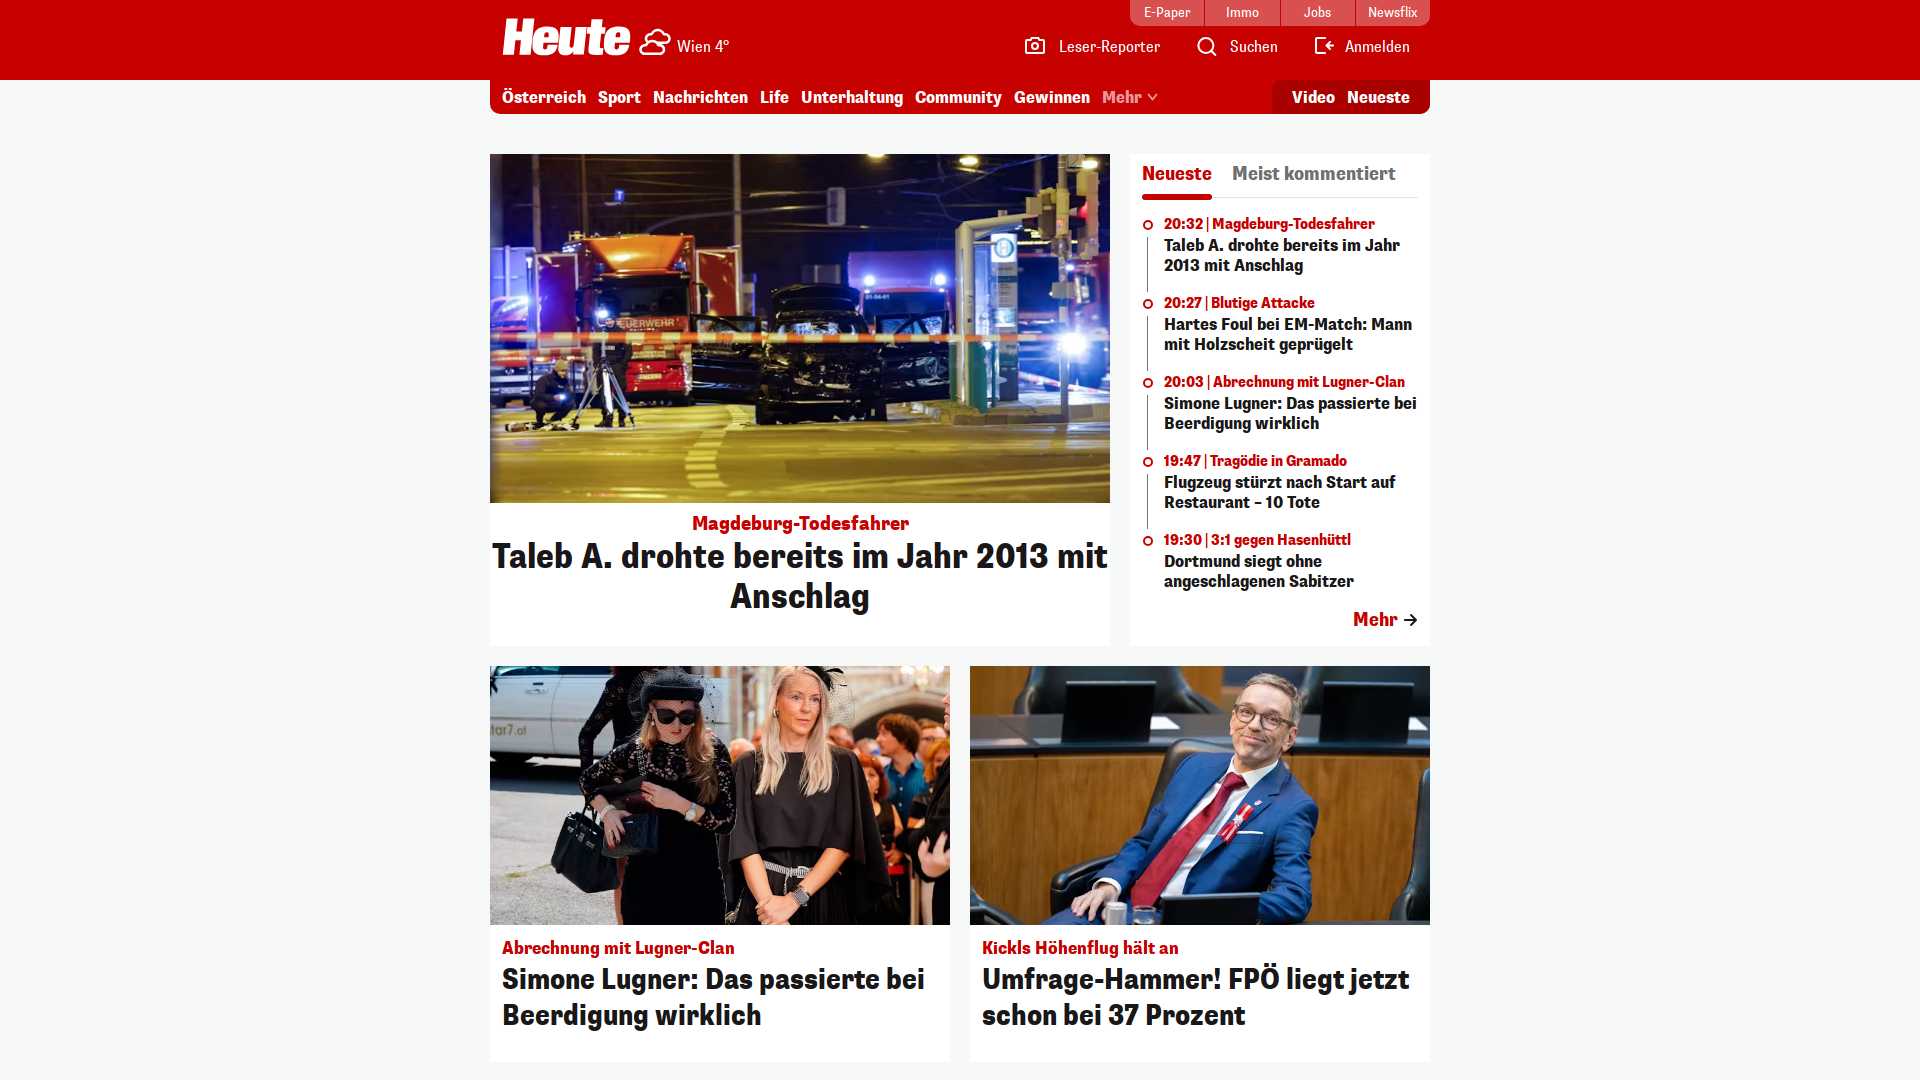 E-Paper
Immo
Jobs
Newsflix
Heute
Wien 4°
Leser-Reporter
Suchen
Anmelden
Österreich
Sport
Nachrichten
Life
Unterhaltung
Community
Gewinnen
Mehr
Video
Neueste
FEUERWEHR
Magdeburg-Todesfahrer
Taleb A. drohte bereits im Jahr 2013 mit
Anschlag
Neueste
Meist kommentiert
20:32 | Magdeburg-Todesfahrer
Taleb A. drohte bereits im Jahr
2013 mit Anschlag
20:27 | Blutige Attacke
Hartes Foul bei EM-Match: Mann
mit Holzscheit geprügelt
20:03 | Abrechnung mit Lugner-Clan
Simone Lugner: Das passierte bei
Beerdigung wirklich
19:47 | Tragödie in Gramado
Flugzeug stürzt nach Start auf
Restaurant – 10 Tote
19:30 | 3:1 gegen Hasenhüttl
Dortmund siegt ohne
angeschlagenen Sabitzer
Mehr
tar7.at
Abrechnung mit Lugner-Clan
Simone Lugner: Das passierte bei
Beerdigung wirklich
Kickls Höhenflug hält an
Umfrage-Hammer! FPÖ liegt jetzt
schon bei 37 Prozent